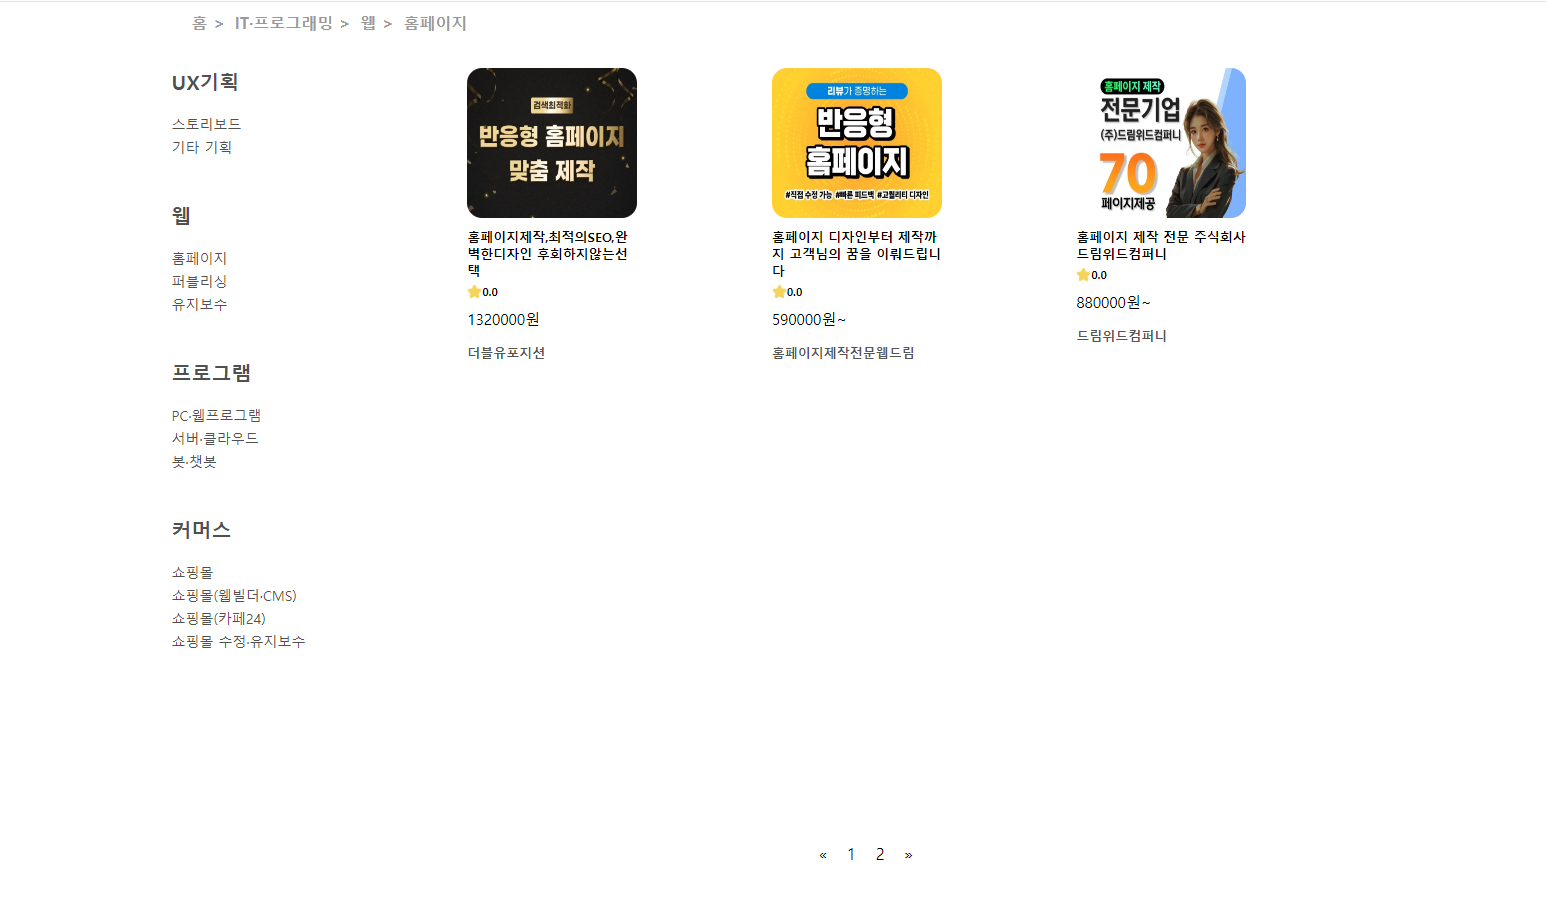 홈 > IT·프로그래밍 > 웹 > 홈페이지
UX기획
스토리보드
기타 기획
웹
홈페이지
퍼블리싱
유지보수
프로그램
PC·웹프로그램
서버·클라우드
봇·챗봇
커머스
쇼핑몰
쇼핑몰(웹빌더·CMS)
쇼핑몰(카페24)
쇼핑몰 수정·유지보수
검색최적화
반응형 홈페이지
맞춤 제작
홈페이지제작,최적의SEO,완
벽한디자인 후회하지않는선
택
0.0
1320000원
더블유포지션
리뷰가 증명하는
반응형
홈페이지
#직접 수정 가능 #빠른 피드백 #고퀄리티 디자인
홈페이지 디자인부터 제작까
지 고객님의 꿈을 이뤄드립니
다
0.0
590000원~
홈페이지제작전문웹드림
홈페이지 제작
전문기업
(주)드림위드컴퍼니
70
페이지제공
홈페이지 제작 전문 주식회사
드림위드컴퍼니
0.0
880000원~
드림위드컴퍼니
« 1 2 »